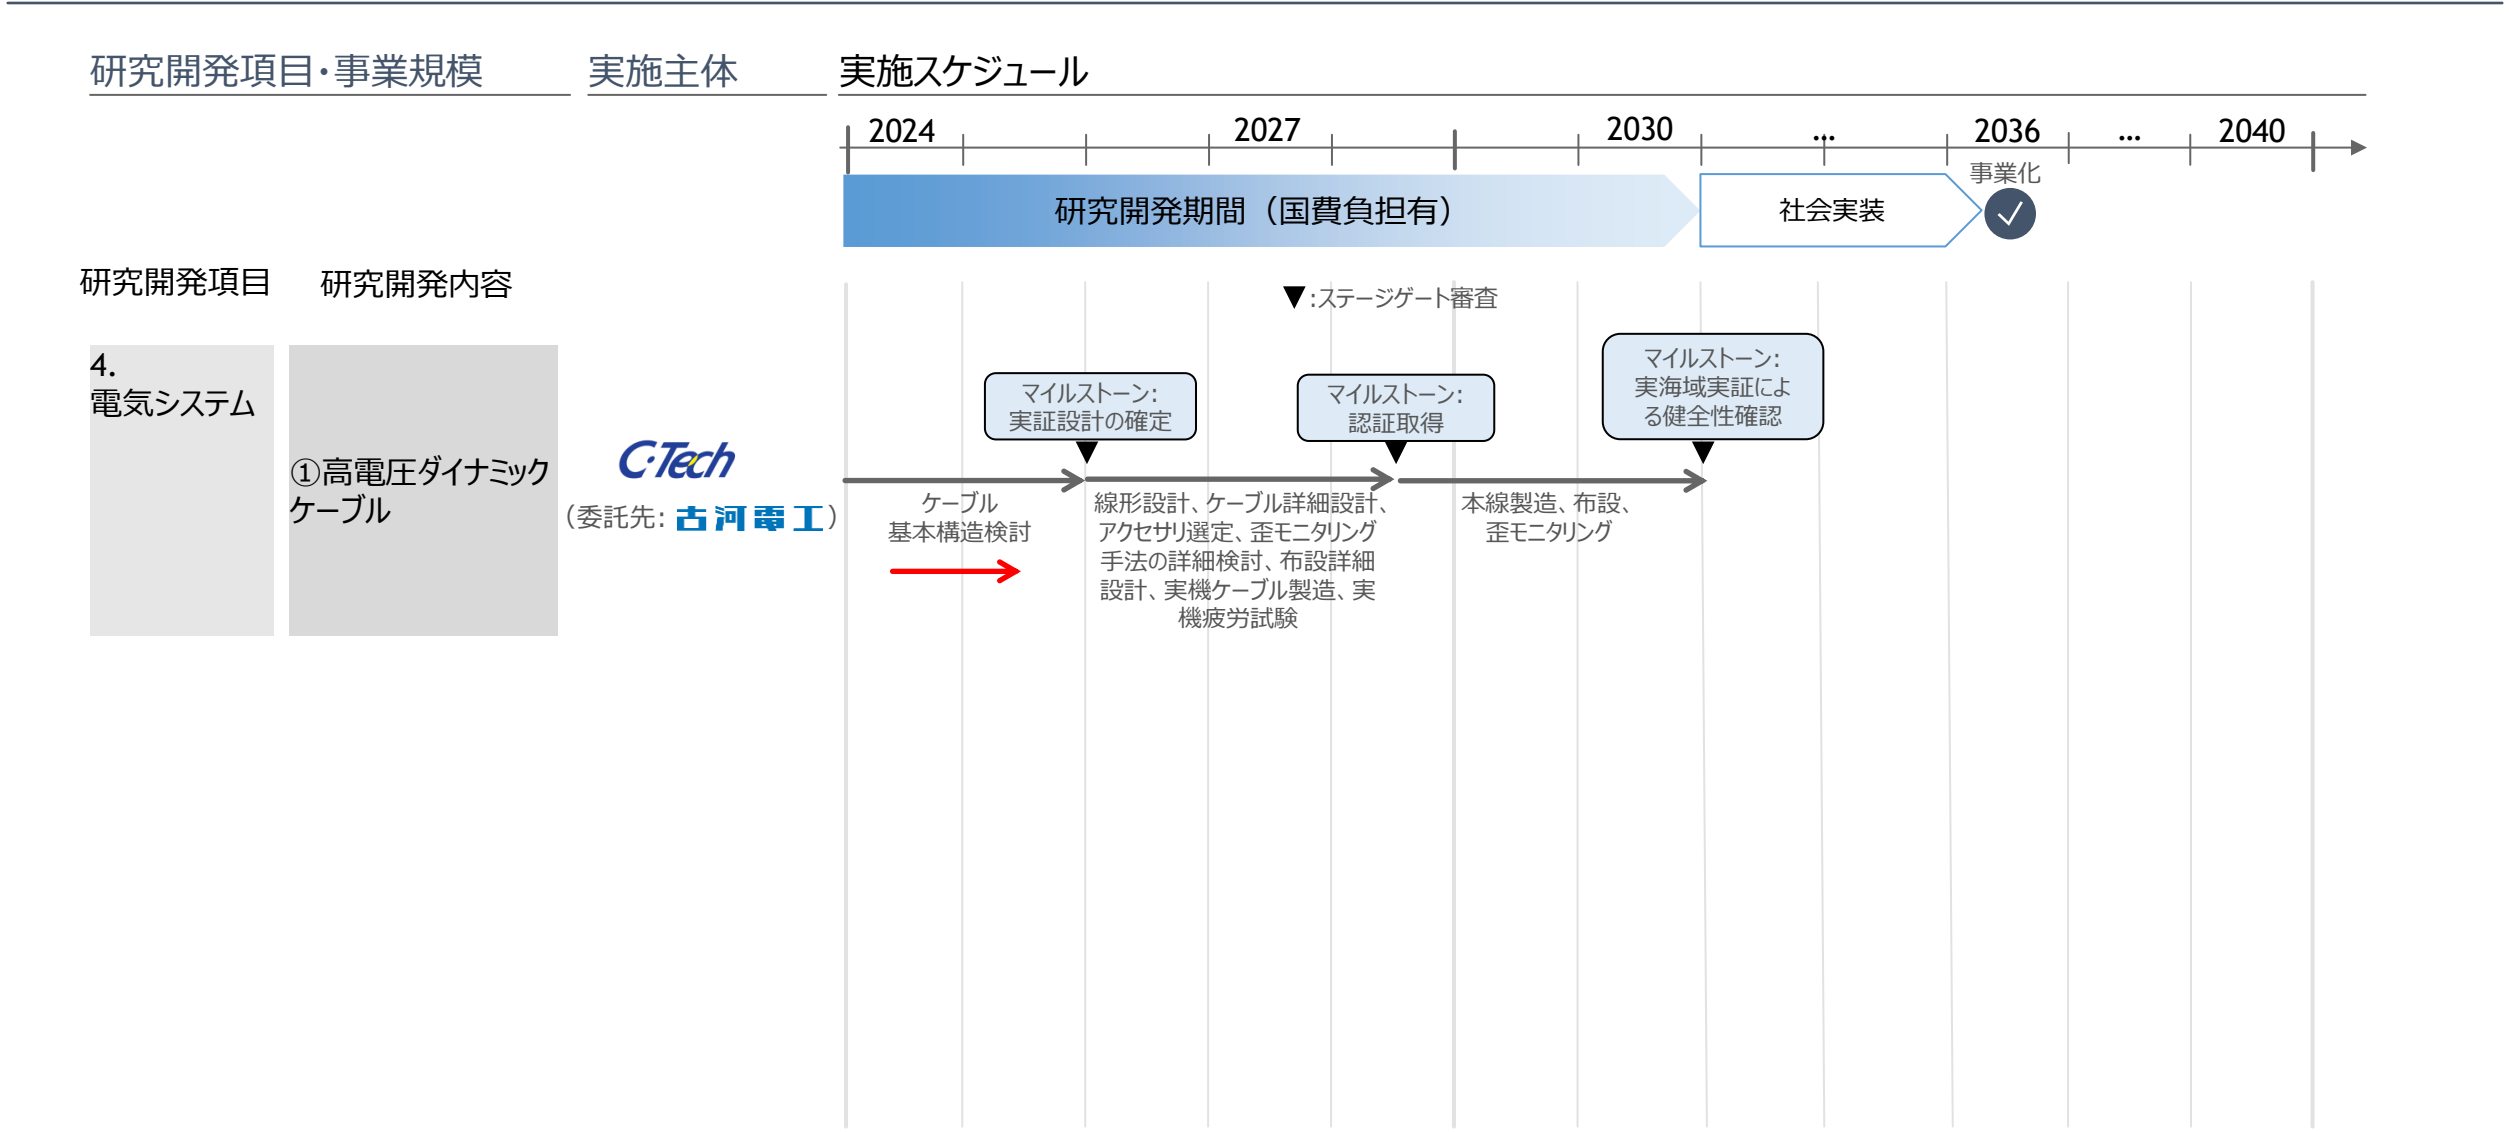 研究開発項目・事業規模
実施主体
実施スケジュール
2024
2027
2030
…
2036
…
2040
事業化
研究開発期間（国費負担有）
社会実装
研究開発項目
研究開発内容
▼:ステージゲート審査
4.
電気システム
①高電圧ダイナミック
ケーブル
C-Tech
（委託先: 古河電工）
マイルストーン:
実証設計の確定
マイルストーン:
認証取得
マイルストーン:
実海域実証によ
る健全性確認
ケーブル
基本構造検討
線形設計、ケーブル詳細設計、
アクセサリ選定、歪モニタリング
手法の詳細検討、布設詳細
設計、実機ケーブル製造、実
機疲労試験
本線製造、布設、
歪モニタリング